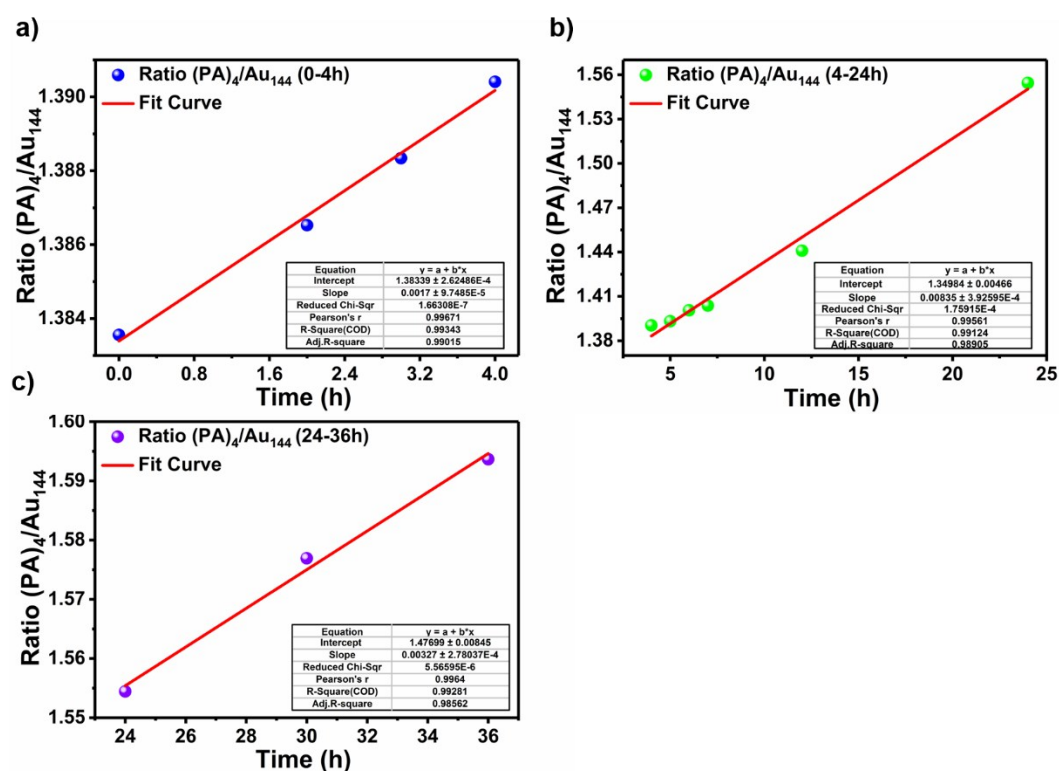 a)
Ratio (PA)₄/Au₁₄₄ (0-4h)
Fit Curve
Ratio (PA)₄/Au₁₄₄
1.390
1.388
1.386
1.384
0.0 0.8 1.6 2.4 3.2 4.0
Time (h)
Equation y = a + b*x
Intercept 1.38339 ± 2.62486E-4
Slope 0.0017 ± 9.7485E-5
Reduced Chi-Sqr 1.66308E-7
Pearson's r 0.99671
R-Square(COD) 0.99343
Adj.R-square 0.99015
b)
Ratio (PA)₄/Au₁₄₄ (4-24h)
Fit Curve
Ratio (PA)₄/Au₁₄₄
1.56
1.53
1.50
1.47
1.44
1.41
1.38
5 10 15 20 25
Time (h)
Equation y = a + b*x
Intercept 1.34984 ± 0.00466
Slope 0.00835 ± 3.92595E-4
Reduced Chi-Sqr 1.75915E-4
Pearson's r 0.99561
R-Square(COD) 0.99124
Adj.R-square 0.98905
c)
Ratio (PA)₄/Au₁₄₄ (24-36h)
Fit Curve
Ratio (PA)₄/Au₁₄₄
1.60
1.59
1.58
1.57
1.56
1.55
24 26 28 30 32 34 36
Time (h)
Equation y = a + b*x
Intercept 1.47699 ± 0.00845
Slope 0.00327 ± 2.78037E-4
Reduced Chi-Sqr 5.56595E-6
Pearson's r 0.9964
R-Square(COD) 0.99281
Adj.R-square 0.98562